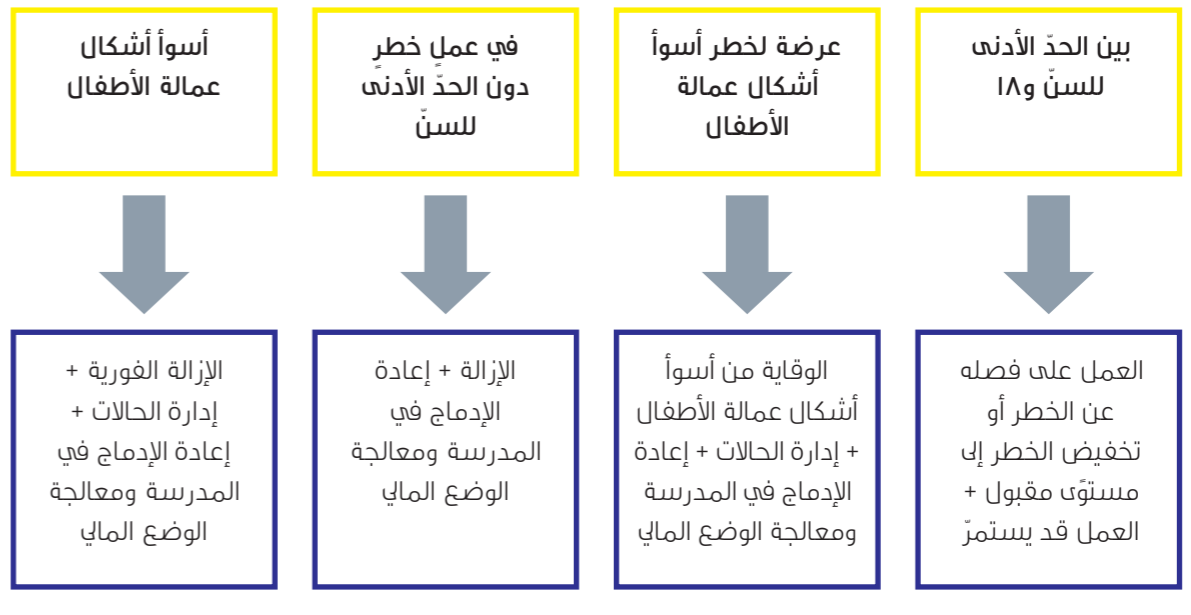 بين الحدّ الأدنى
للسنّ و١٨
العمل على فصله
عن الخطر أو
تخفيض الخطر إلى
مستوًى مقبول +
العمل قد يستمرّ
عرضة لخطر أسوأ
أشكال عمالة
الأطفال
الوقاية من أسوأ
أشكال عمالة الأطفال
+ إدارة الحالات + إعادة
الإدماج في المدرسة
ومعالجة الوضع المالي
في عملٍ خطرٍ
دون الحدّ الأدنى
للسنّ
الإزالة + إعادة
الإدماج في
المدرسة ومعالجة
الوضع المالي
أسوأ أشكال
عمالة الأطفال
الإزالة الفورية +
إدارة الحالات +
إعادة الإدماج في
المدرسة ومعالجة
الوضع المالي